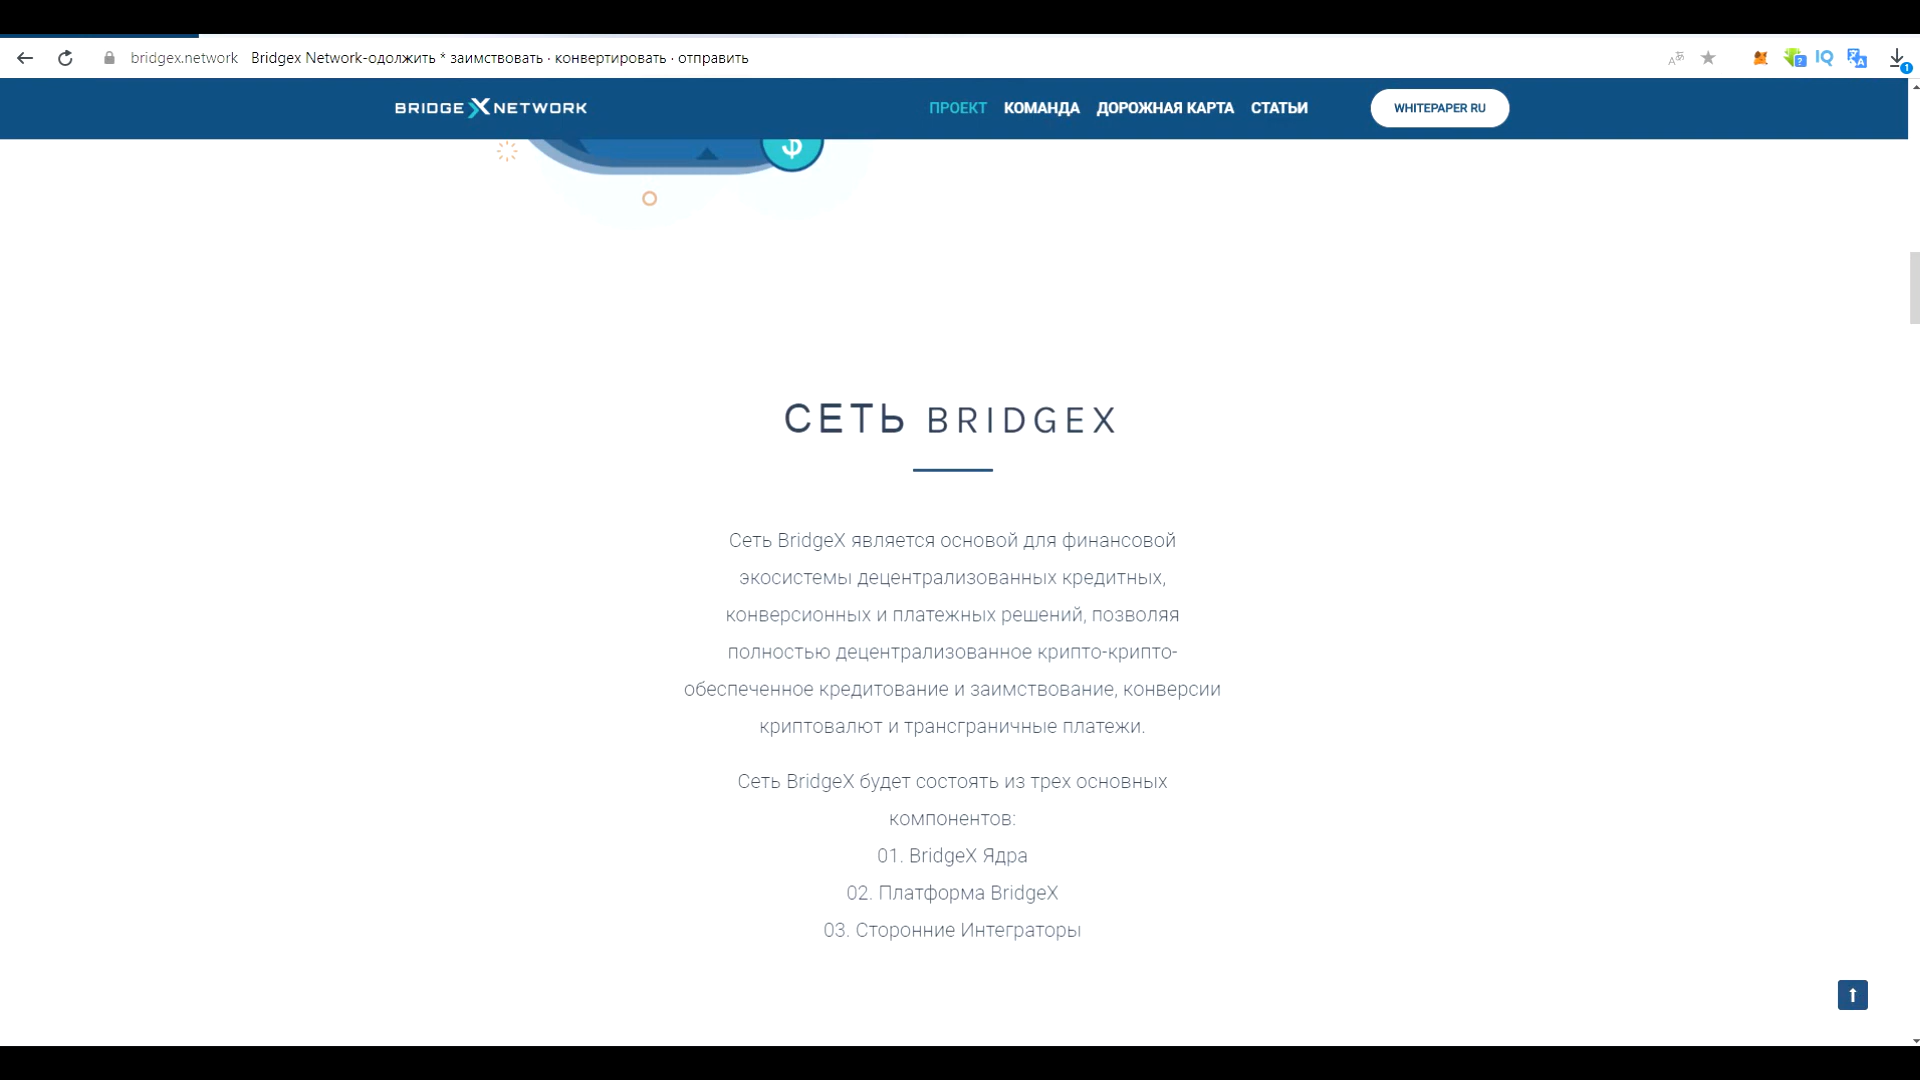 bridgex.network Bridgex Network-одолжить * заимствовать · конвертировать · отправить
BRIDGE X NETWORK ПРОЕКТ КОМАНДА ДОРОЖНАЯ КАРТА СТАТЬИ WHITEPAPER RU
$
СЕТЬ BRIDGEX
Сеть BridgeX является основой для финансовой
экосистемы децентрализованных кредитных,
конверсионных и платежных решений, позволяя
полностью децентрализованное крипто-крипто-
обеспеченное кредитование и заимствование, конверсии
криптовалют и трансграничные платежи.
Сеть BridgeX будет состоять из трех основных
компонентов:
01. BridgeX Ядра
02. Платформа BridgeX
03. Сторонние Интеграторы